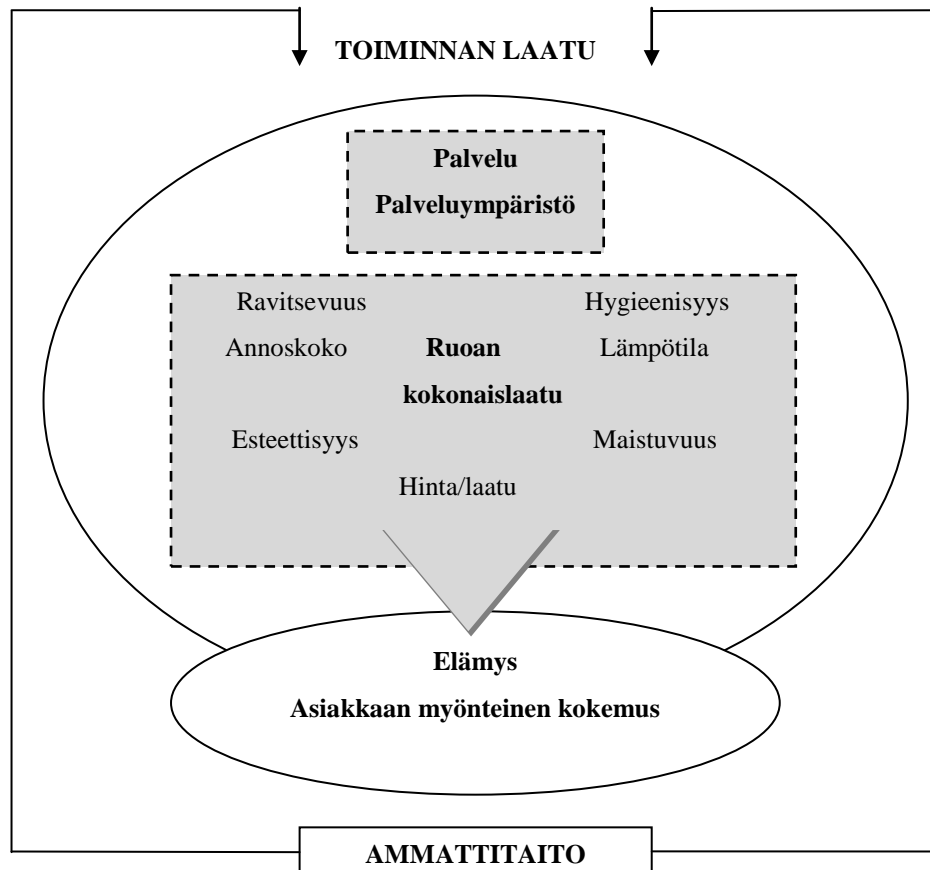 TOIMINNAN LAATU
Palvelu
Palveluympäristö
Ravitsevuus Hygieenisyys
Annoskoko Ruoan Lämpötila
kokonaislaatu
Esteettisyys Maistuvuus
Hinta/laatu
Elämys
Asiakkaan myönteinen kokemus
AMMATTITAITO